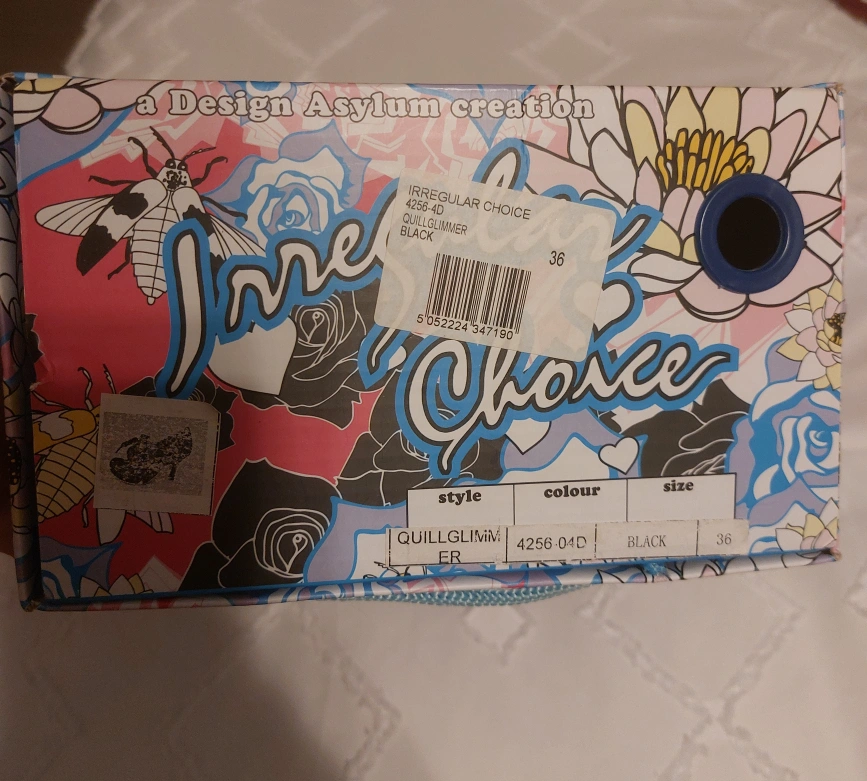 a Design Asylum creation
IRREGULAR CHOICE
4256-4D
QUILLGLIMMER
BLACK
36
5 052224 347190
Irregular
Choice
style colour size
QUILLGLIMM
ER
4256-04D BLACK 36